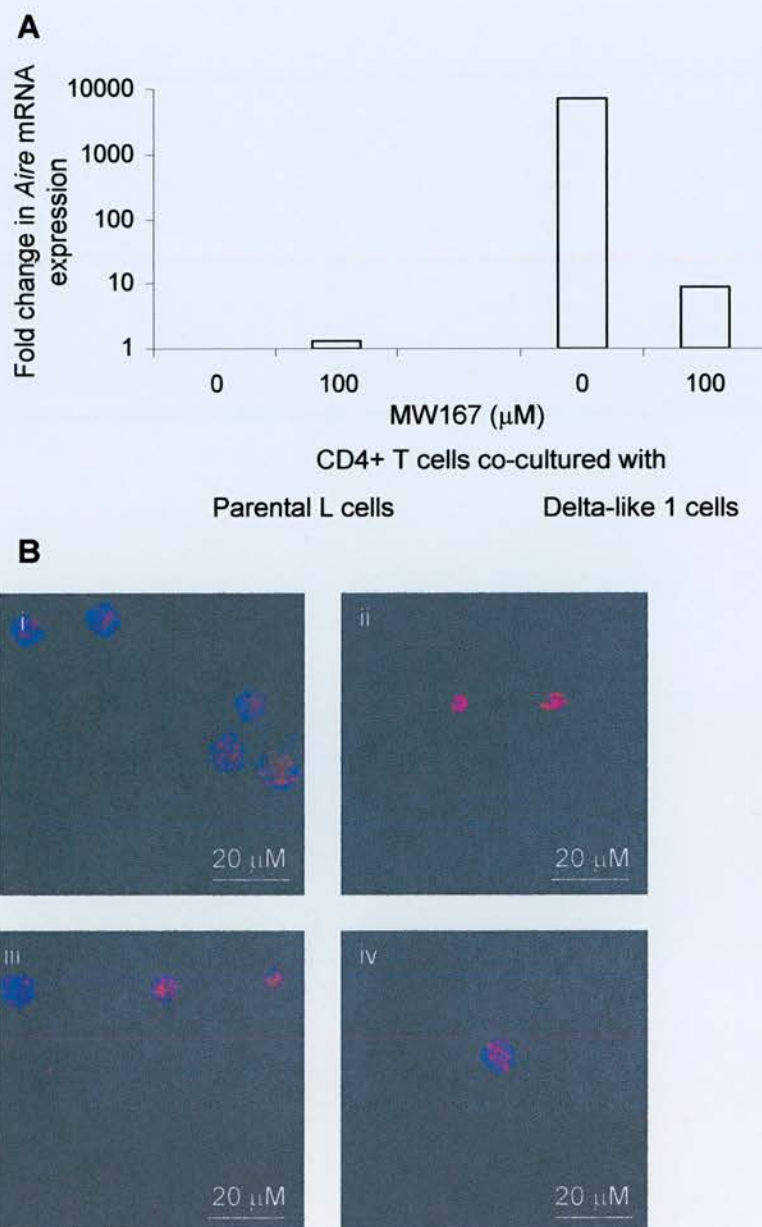 A
Fold change in Aire mRNA
expression
10000
1000
100
10
1
0 100 0 100
MW167 (μM)
CD4+ T cells co-cultured with
Parental L cells Delta-like 1 cells
B
i ii
20 μM 20 μM
iii iv
20 μM 20 μM